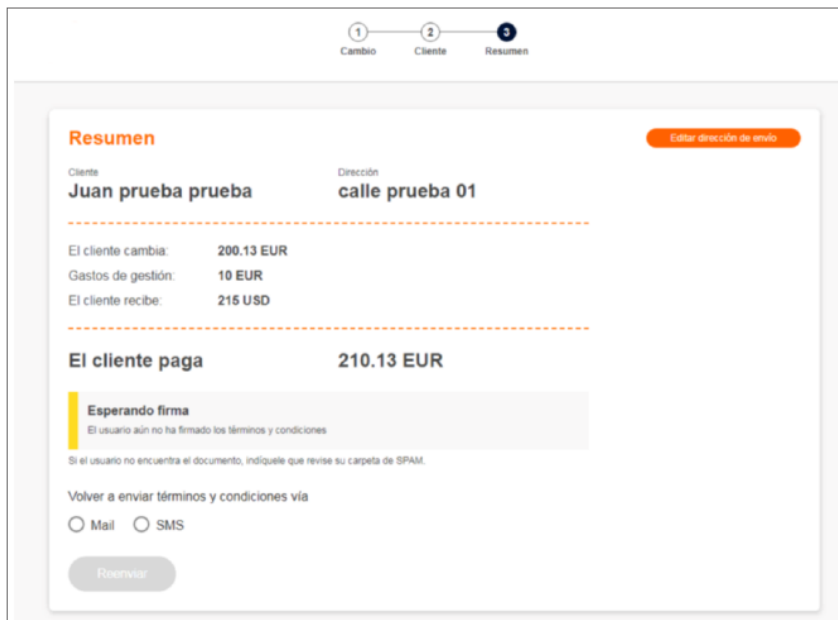 1 2 3
Cambio Cliente Resumen
Resumen
Editar dirección de envío
Cliente Dirección
Juan prueba prueba calle prueba 01
El cliente cambia: 200.13 EUR
Gastos de gestión: 10 EUR
El cliente recibe: 215 USD
El cliente paga 210.13 EUR
Esperando firma
El usuario aún no ha firmado los términos y condiciones
Si el usuario no encuentra el documento, indíquele que revise su carpeta de SPAM.
Volver a enviar términos y condiciones vía
Mail SMS
Reenviar